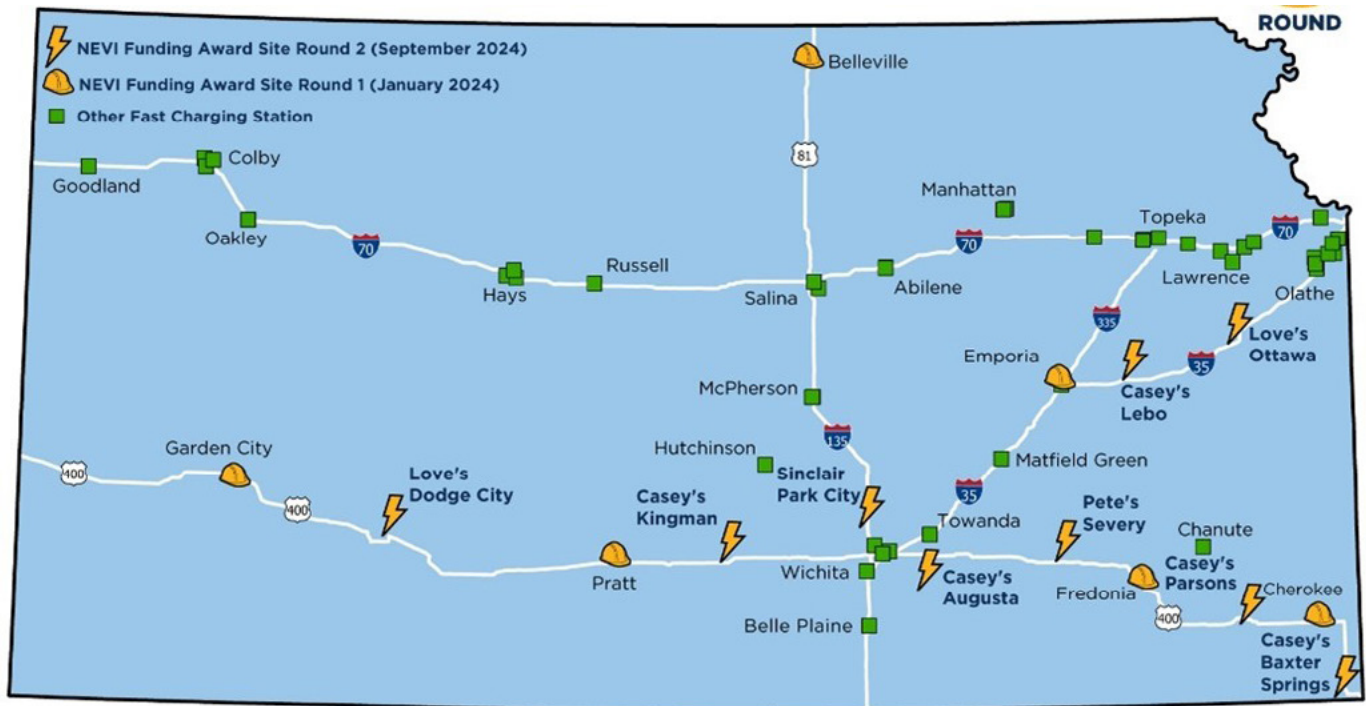 ROUND
NEVI Funding Award Site Round 2 (September 2024)
NEVI Funding Award Site Round 1 (January 2024)
Other Fast Charging Station
Belleville
81
Goodland
Colby
Oakley
70
Hays
Russell
Salina
Abilene
70
Manhattan
Topeka
70
Lawrence
Olathe
335
Love's
Ottawa
35
Emporia
Casey's
Lebo
McPherson
135
Hutchinson
Sinclair
Park City
Matfield Green
35
Garden City
400
400
Love's
Dodge City
Casey's
Kingman
Pratt
Towanda
Wichita
Casey's
Augusta
Pete's
Severy
Chanute
Casey's
Parsons
Fredonia
400
Cherokee
Belle Plaine
Casey's
Baxter
Springs